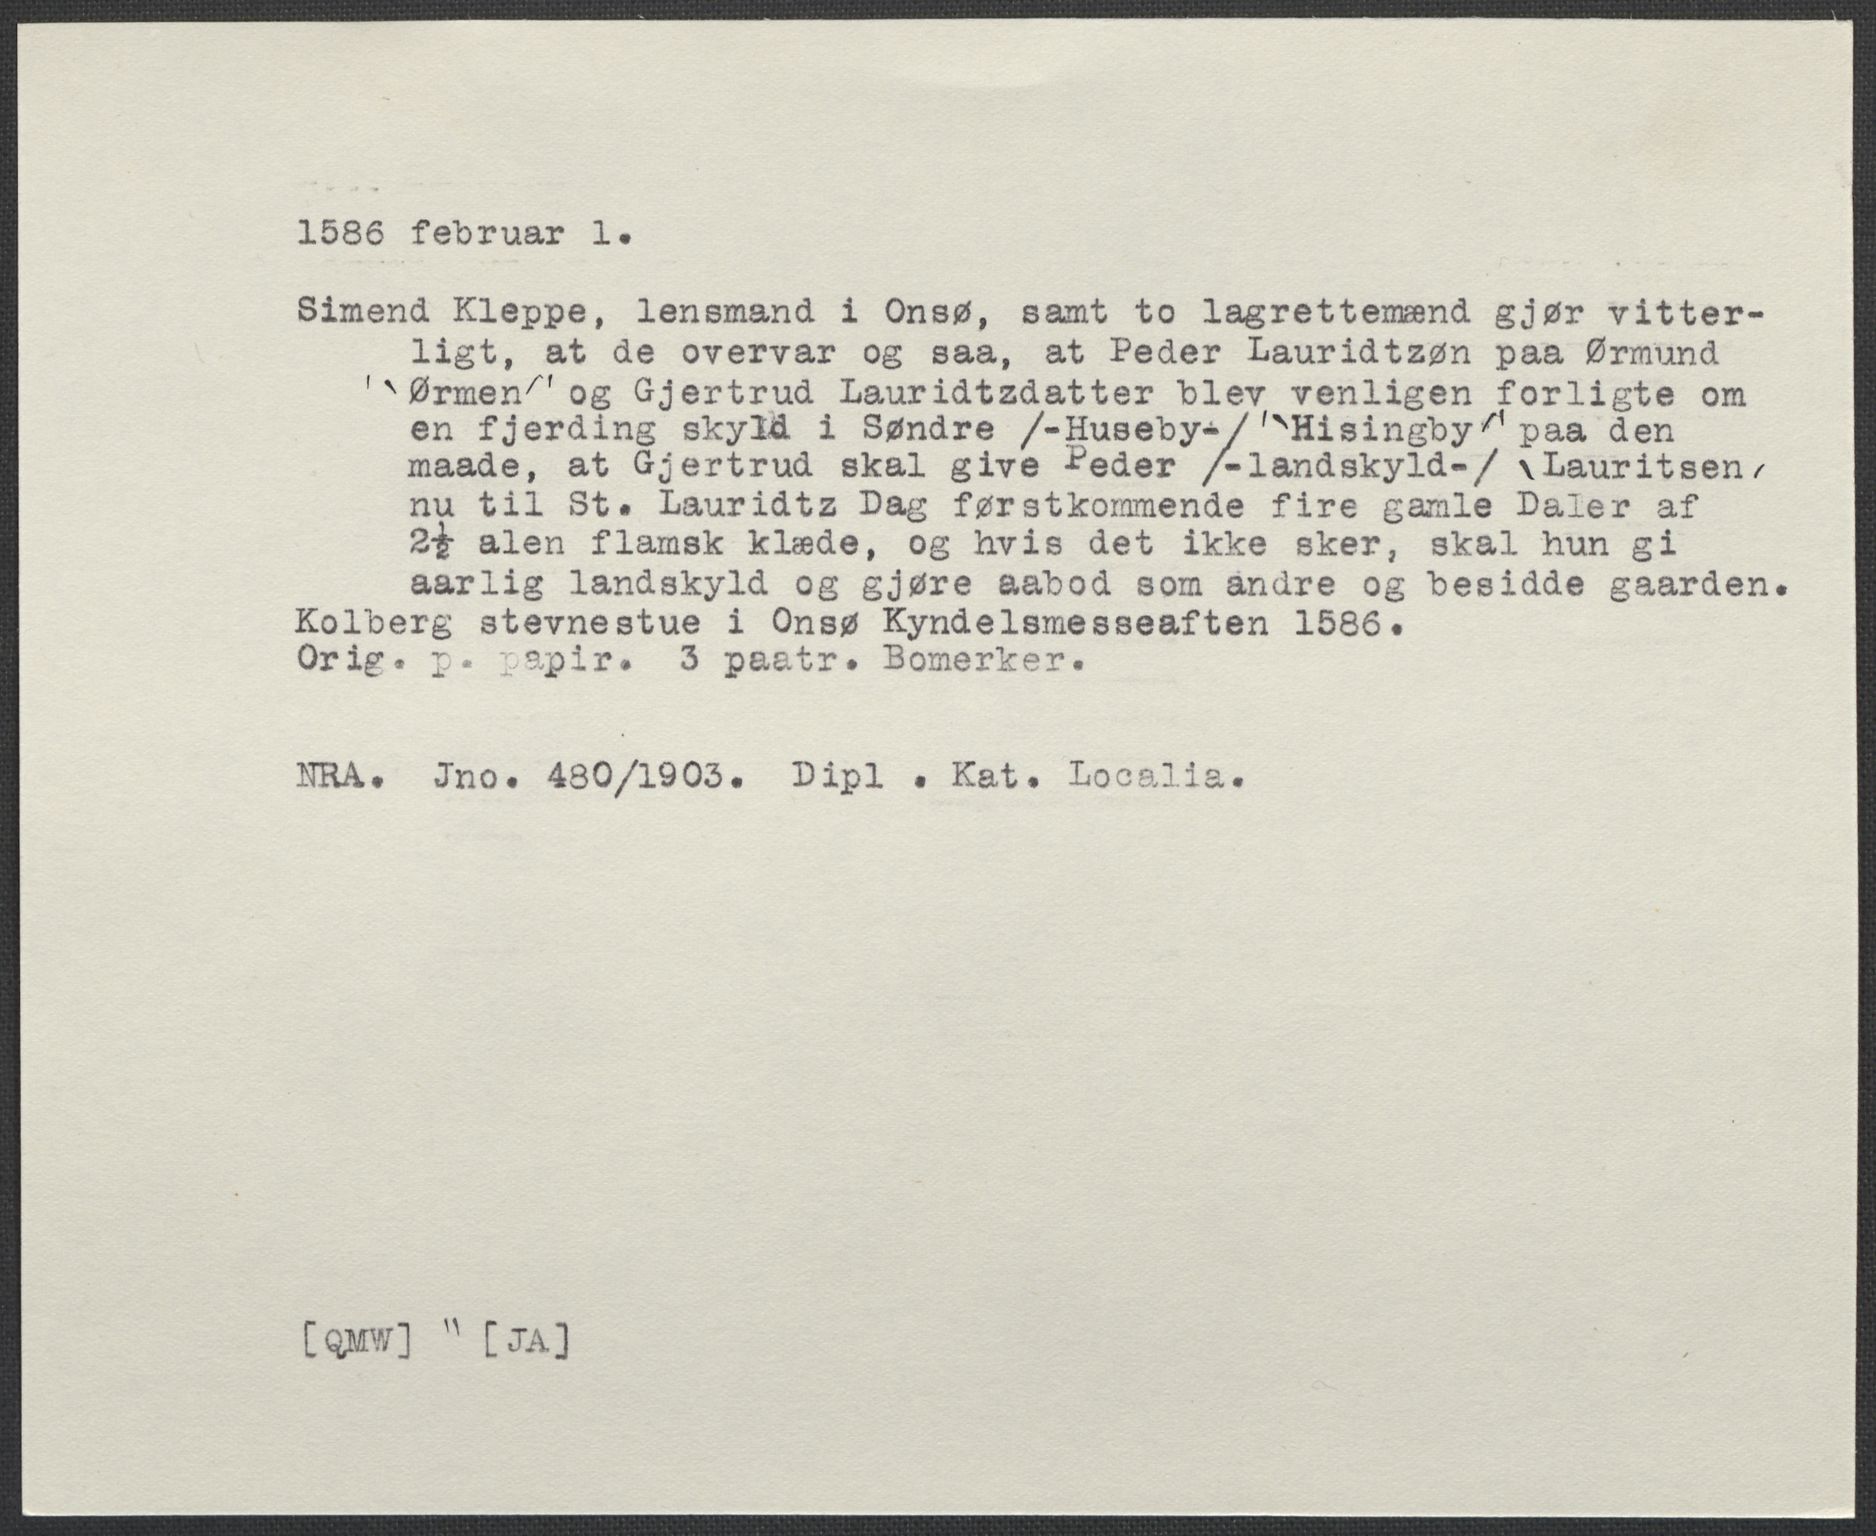 1586 februar 1.
Simend Kleppe, lensmand i Onsø, samt to lagrettemænd gjør vitter-
ligt, at de overvar og saa, at Peder Lauridtzøn paa Ørmund
'`Ørmen´' og Gjertrud Lauridtzdatter blev venligen forligte om
en fjerding skyld i Søndre /-Huseby-/'`Hisingby´' paa den
maade, at Gjertrud skal give Peder /-landskyld-/ `Lauritsen´
nu til St. Lauridtz Dag førstkommende fire gamle Daler af
2½ alen flamsk klæde, og hvis det ikke sker, skal hun gi
aarlig landskyld og gjøre aabod som andre og besidde gaarden.
Kolberg stevnestue i Onsø Kyndelsmesseaften 1586.
Orig. p. papir. 3 paatr. Bomerker.
NRA. Jno. 480/1903. Dipl . Kat. Localia.
[QMW] " [JA]